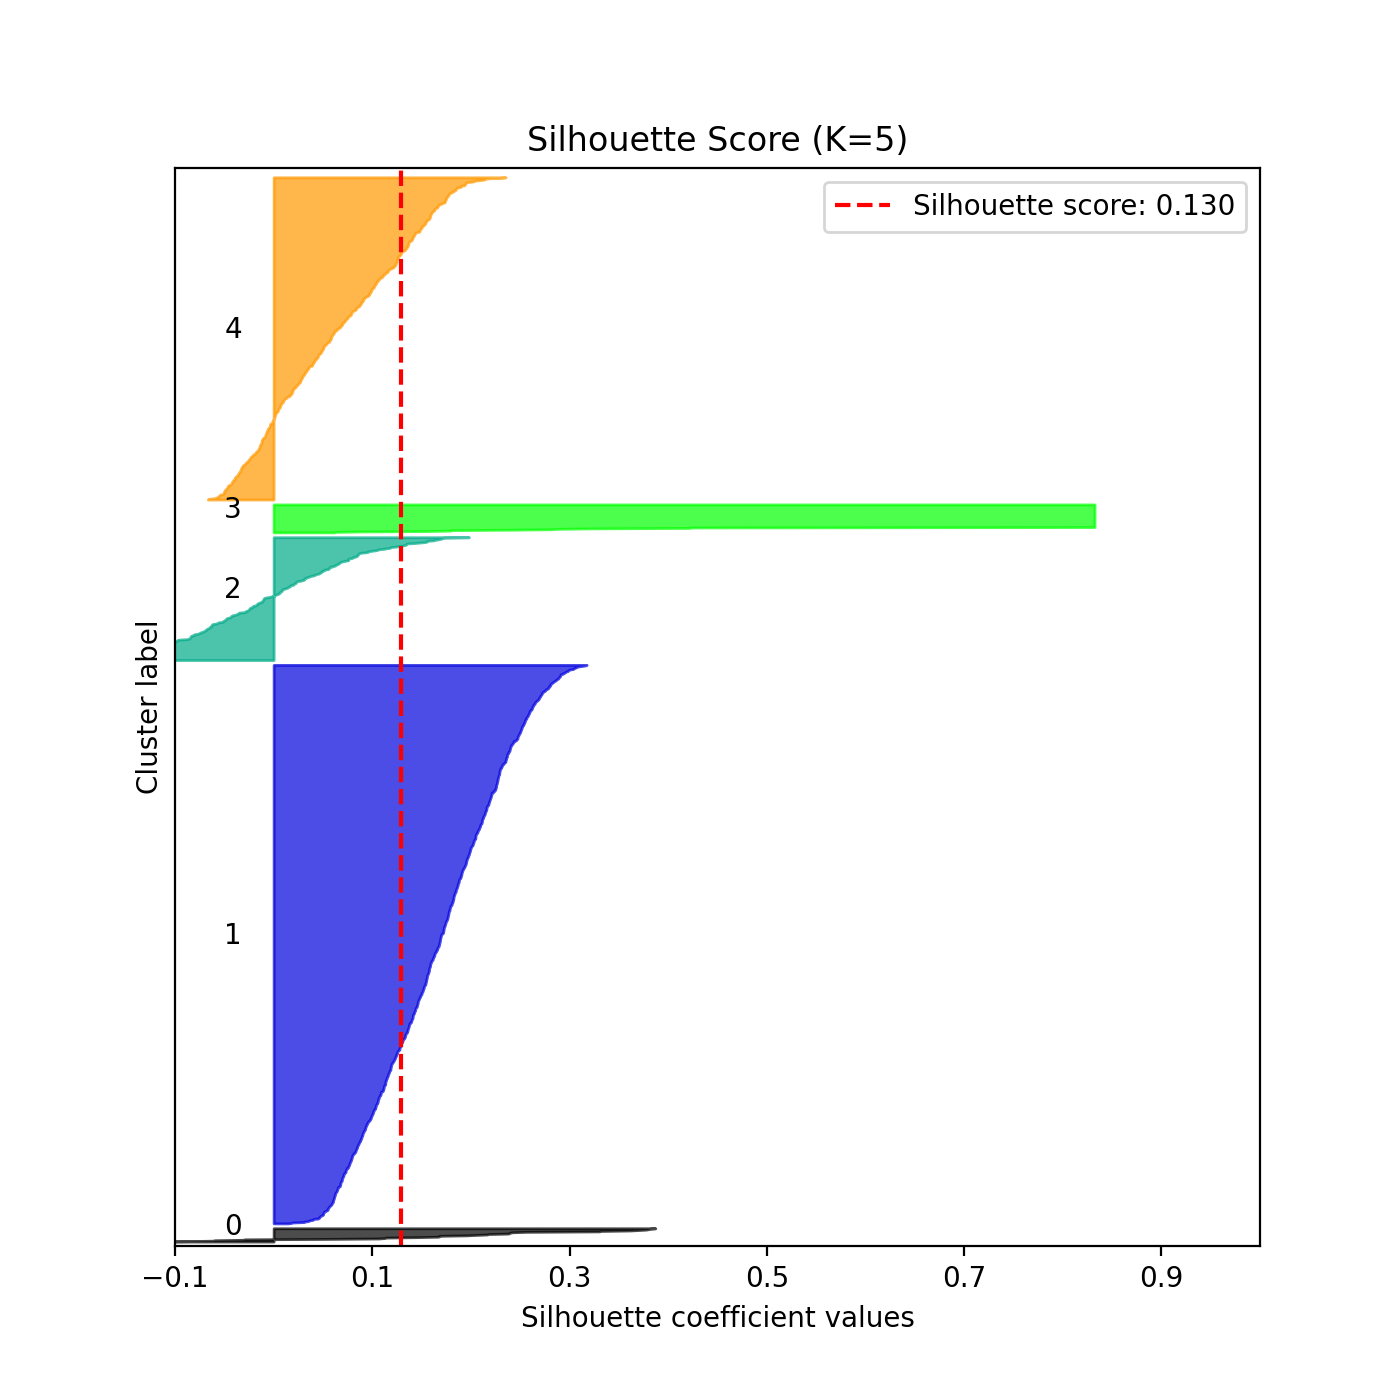 Silhouette Score (K=5)
Silhouette score: 0.130
4
3
2
1
0
Cluster label
−0.1 0.1 0.3 0.5 0.7 0.9
Silhouette coefficient values